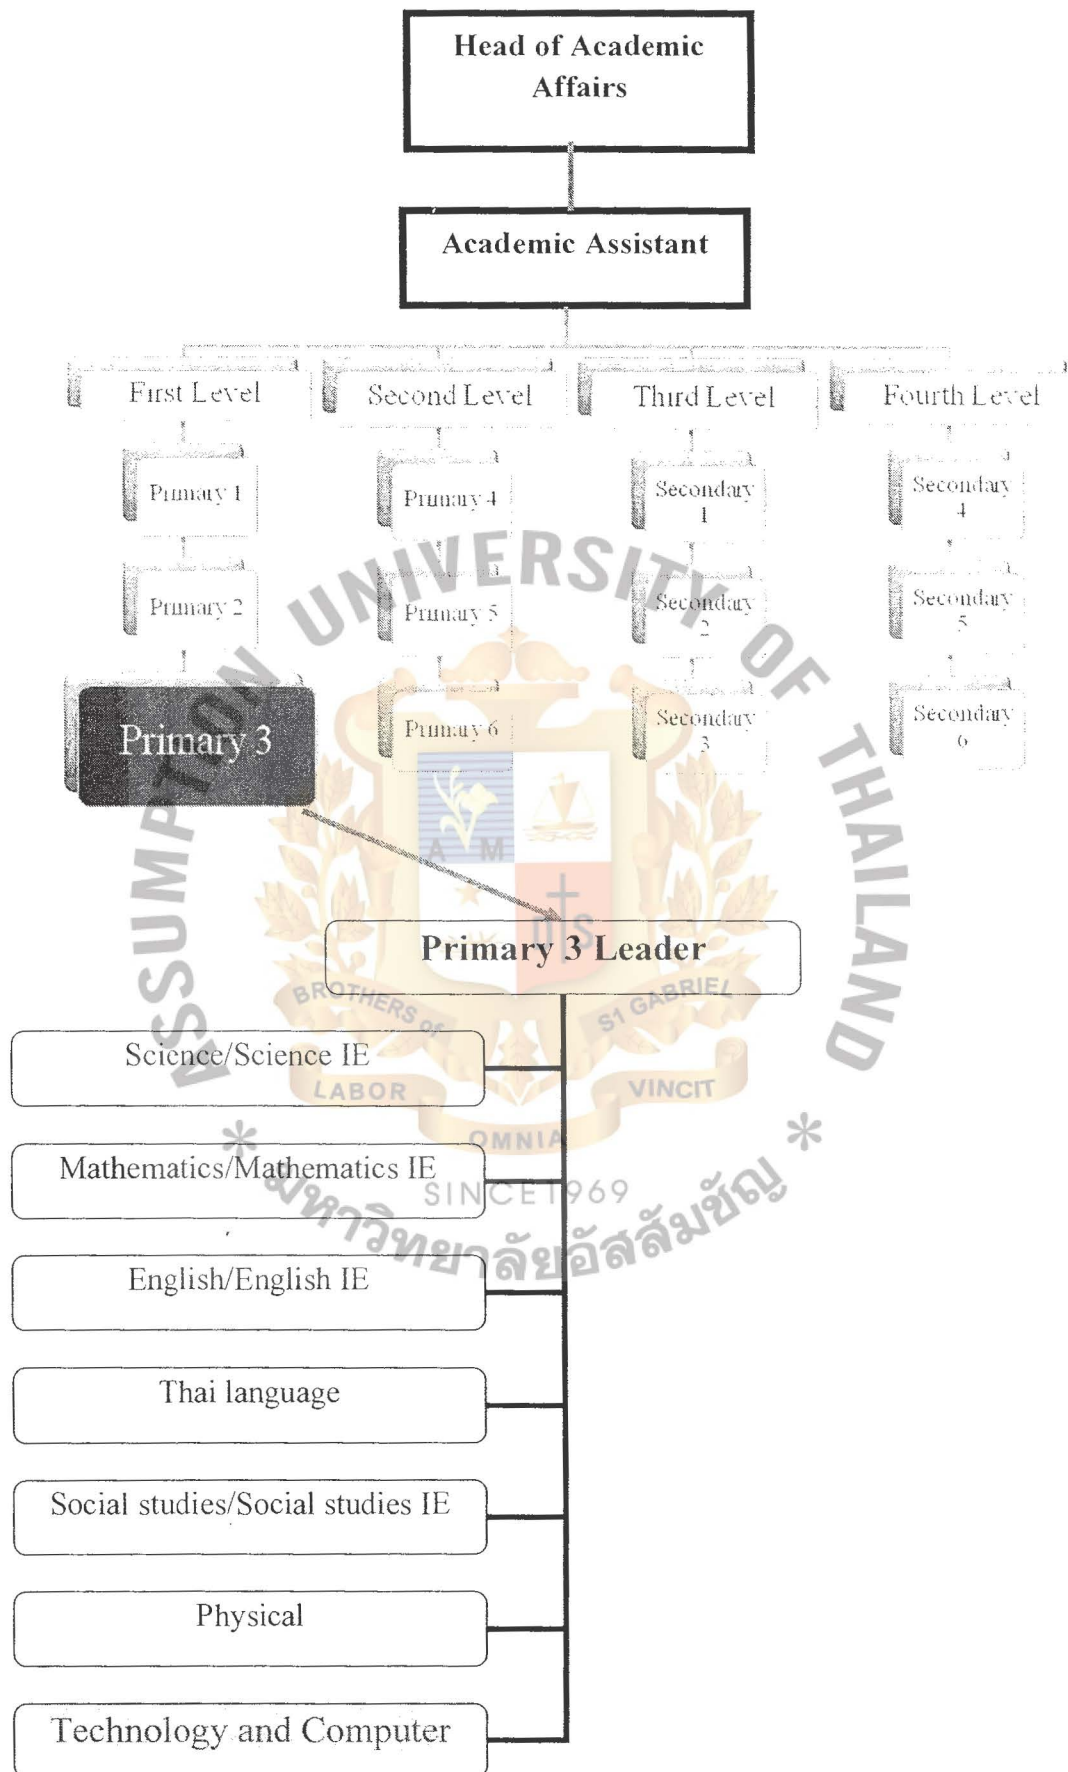 Head of Academic
Affairs
Academic Assistant
First Level
Second Level
Third Level
Fourth Level
Primary 1
Primary 4
Secondary
1
Secondary
4
Primary 2
Primary 5
Secondary
2
Secondary
5
Primary 3
Primary 6
Secondary
3
Secondary
6
ASSUMPTION UNIVERSITY OF THAILAND
A M
D S
Primary 3 Leader
BROTHERS OF
ST GABRIEL
Science/Science IE
LABOR
VINCIT
OMNIA
Mathematics/Mathematics IE
SINCE1969
* มหาวิทยาลัยอัสสัมชัญ *
English/English IE
Thai language
Social studies/Social studies IE
Physical
Technology and Computer